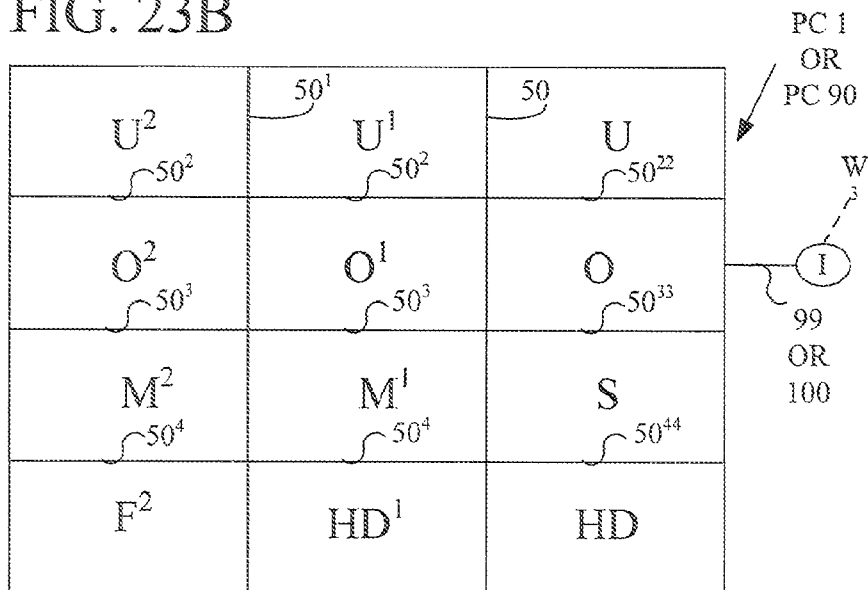 FIG. 23B
PC 1
OR
PC 90
50¹
50
U²
U¹
U
50²
50²
50²²
W
3
O²
O¹
O
I
50³
50³
50³³
99
OR
100
M²
M¹
S
50⁴
50⁴
50⁴⁴
F²
HD¹
HD